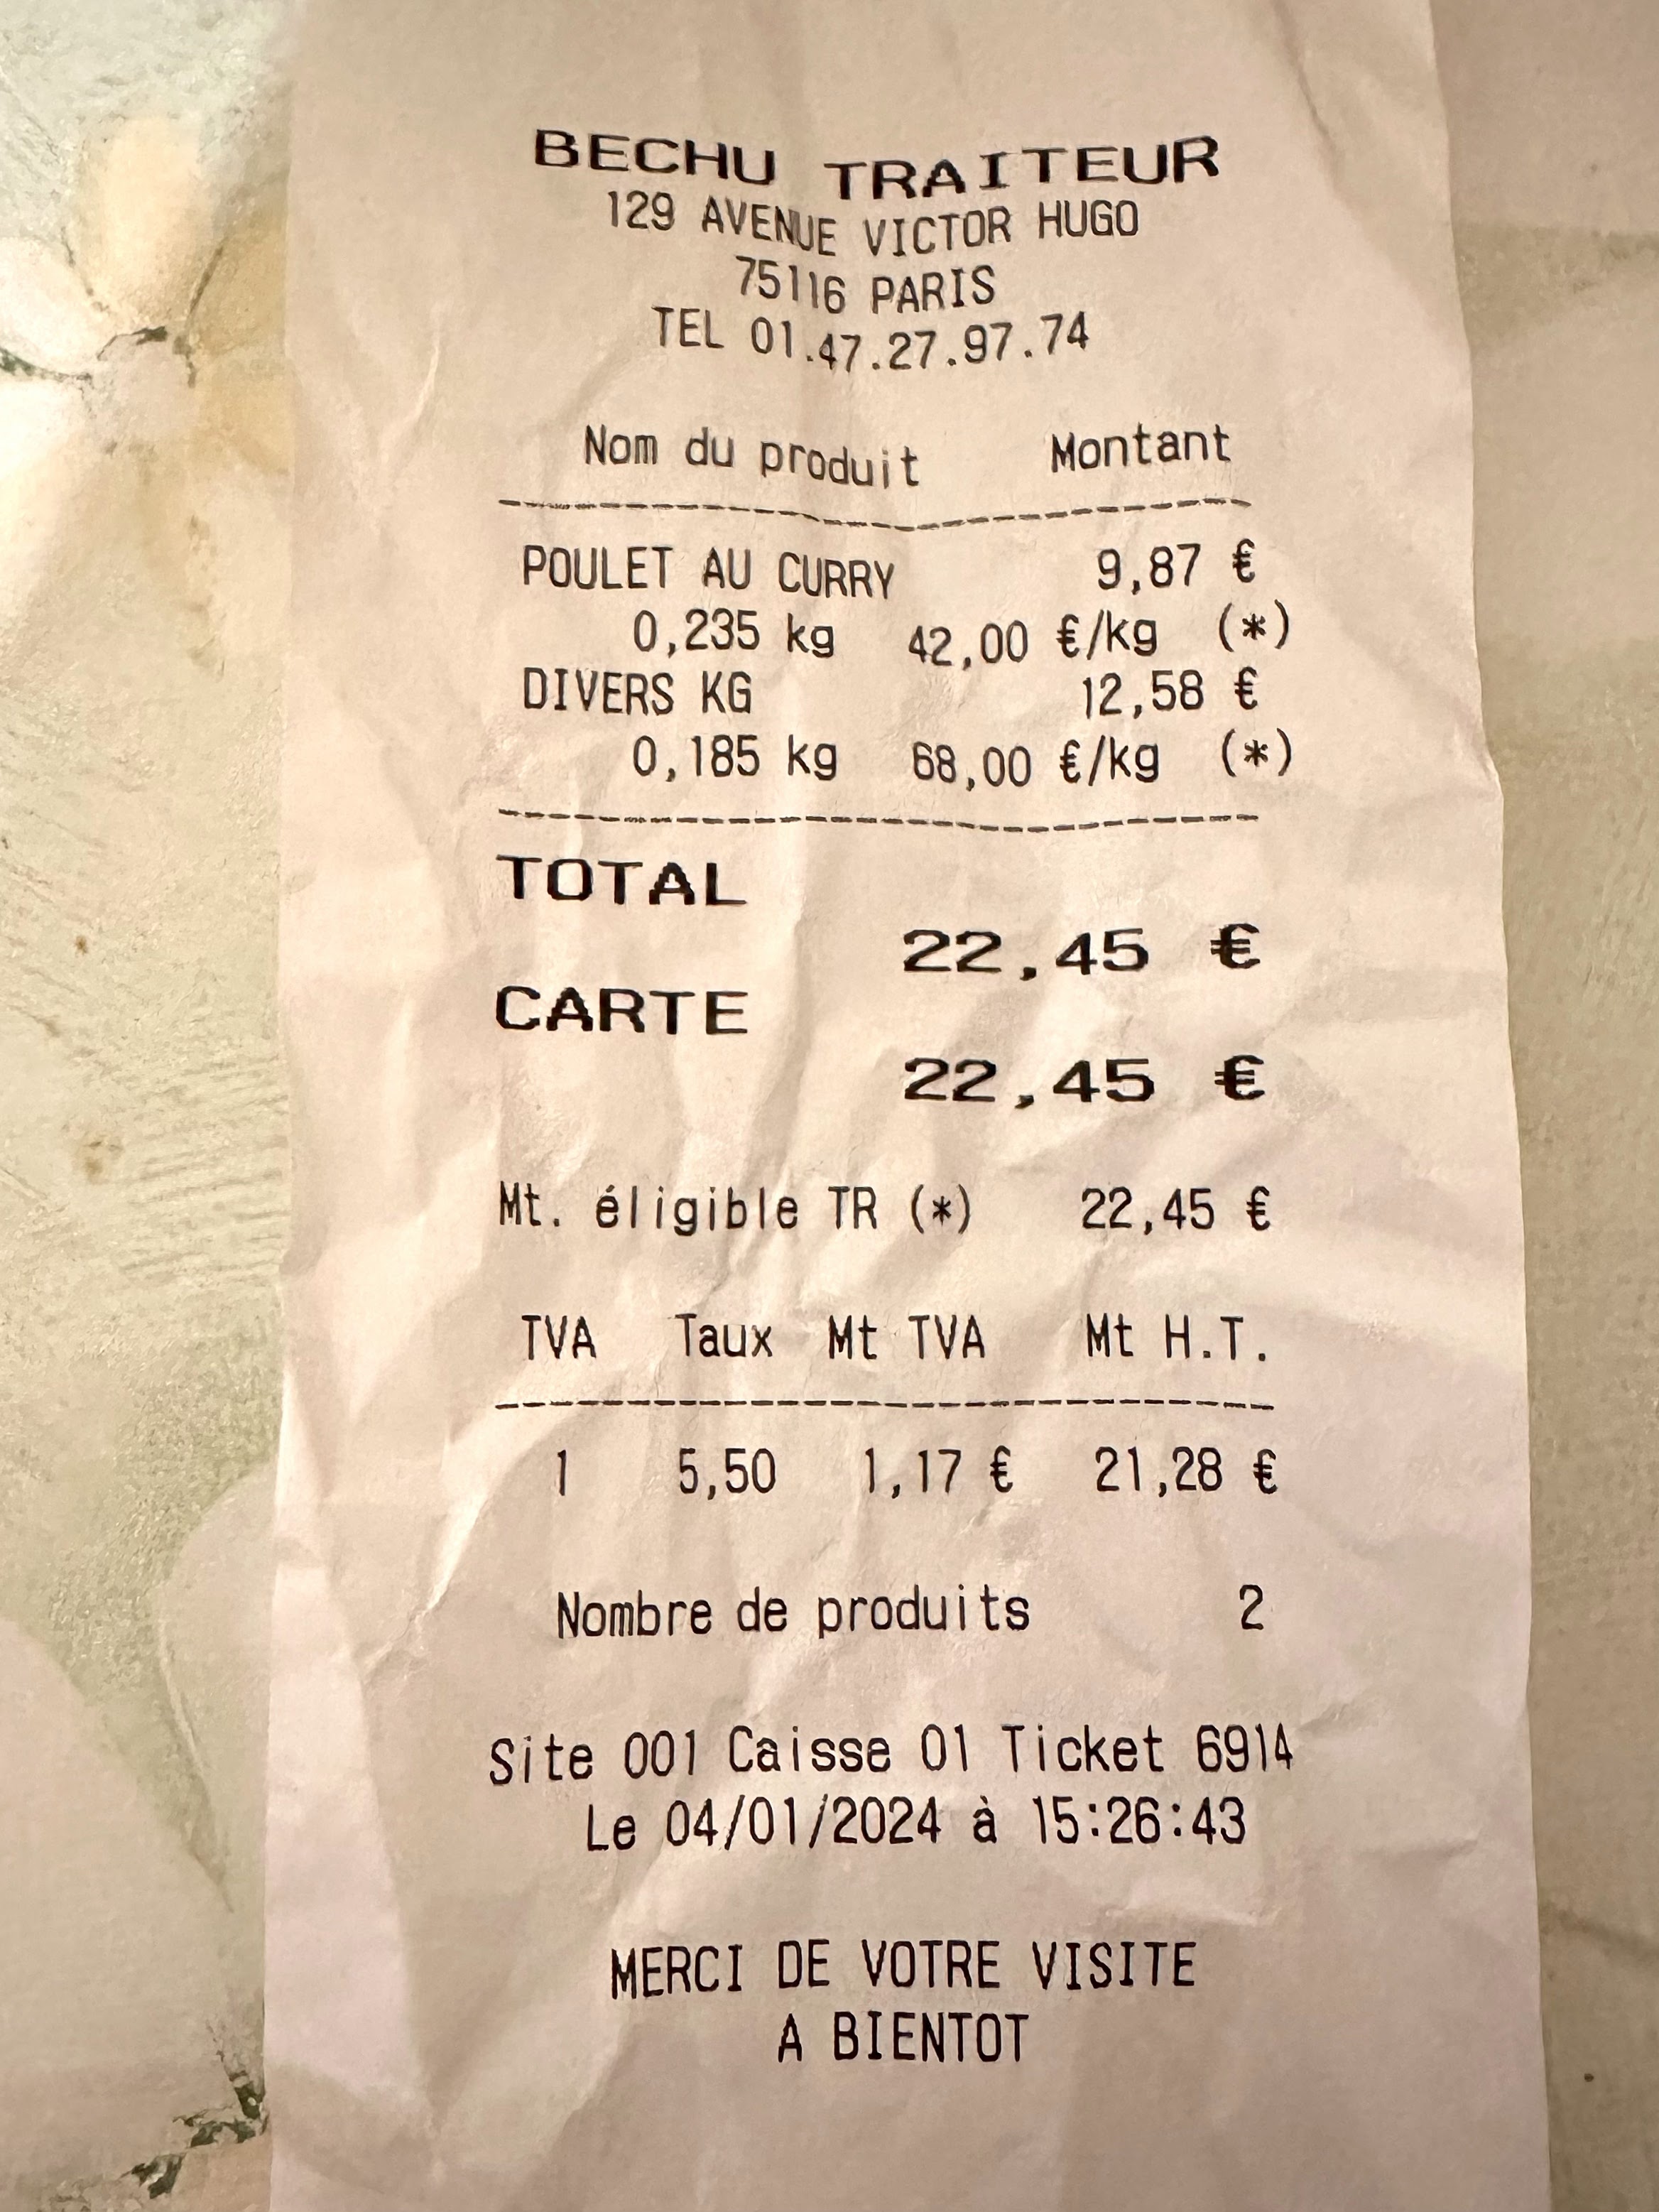 BECHU TRAITEUR
129 AVENUE VICTOR HUGO
75116 PARIS
TEL 01.47.27.97.74
Nom du produit Montant
POULET AU CURRY 9,87 €
0,235 kg 42,00 €/kg (*)
DIVERS KG 12,58 €
0,185 kg 68,00 €/kg (*)
TOTAL
22,45 €
CARTE
22,45 €
Mt. éligible TR (*) 22,45 €
TVA Taux Mt TVA Mt H.T.
1 5,50 1,17 € 21,28 €
Nombre de produits 2
Site 001 Caisse 01 Ticket 6914
Le 04/01/2024 à 15:26:43
MERCI DE VOTRE VISITE
A BIENTOT